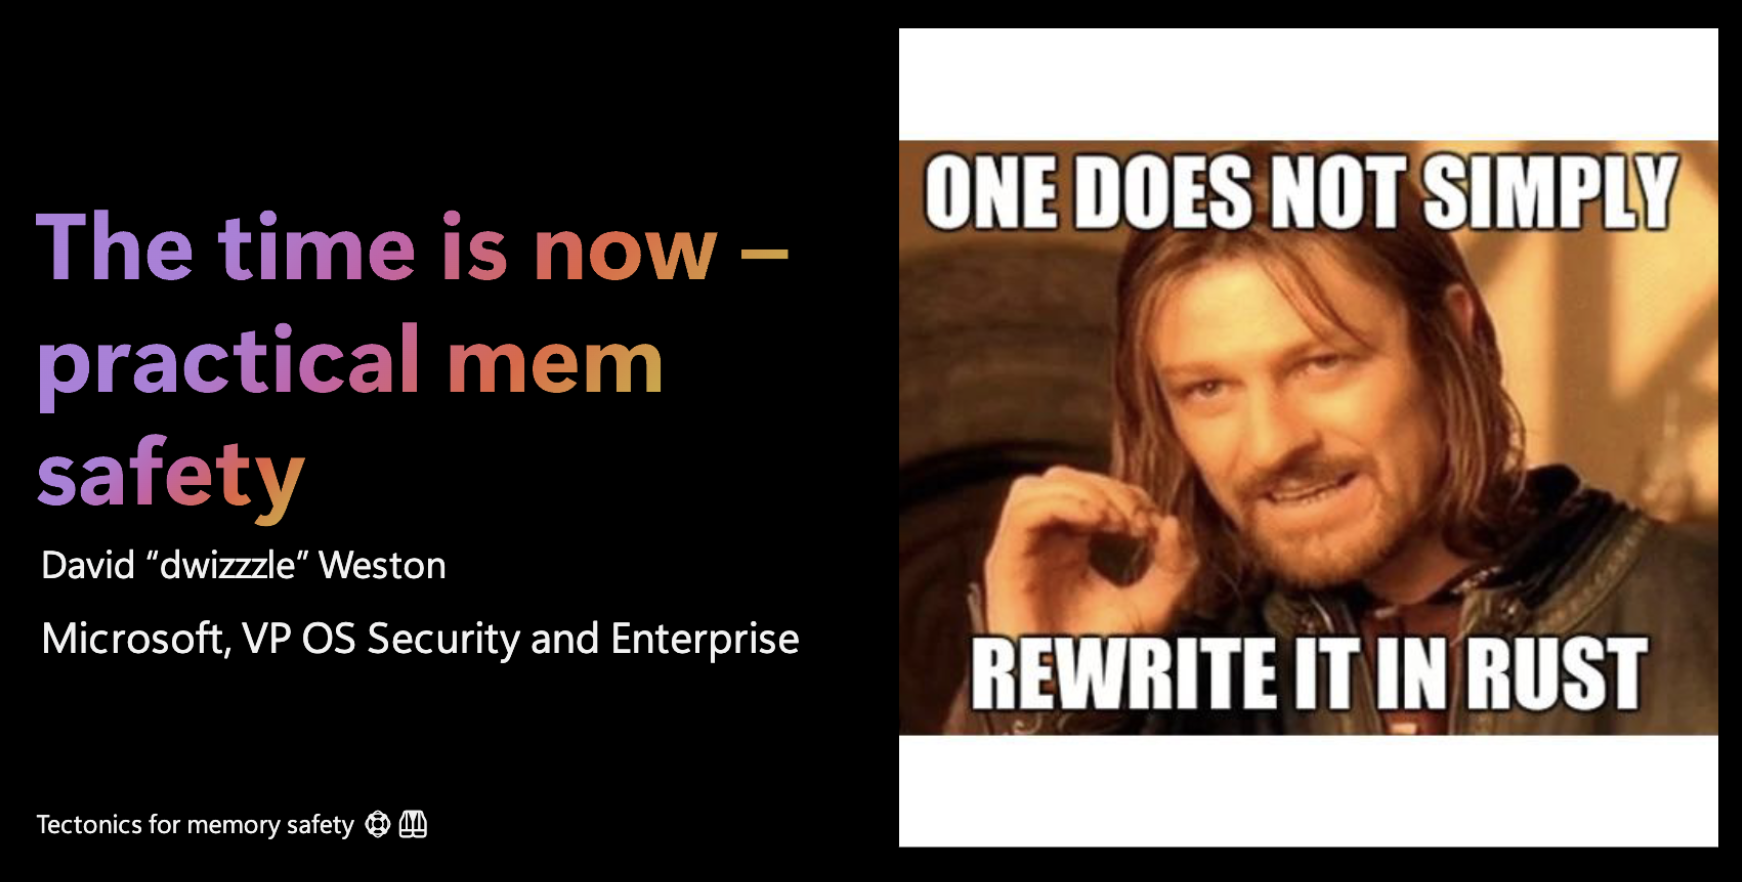 The time is now –
practical mem
safety
David “dwizzzle” Weston
Microsoft, VP OS Security and Enterprise
Tectonics for memory safety
ONE DOES NOT SIMPLY
REWRITE IT IN RUST